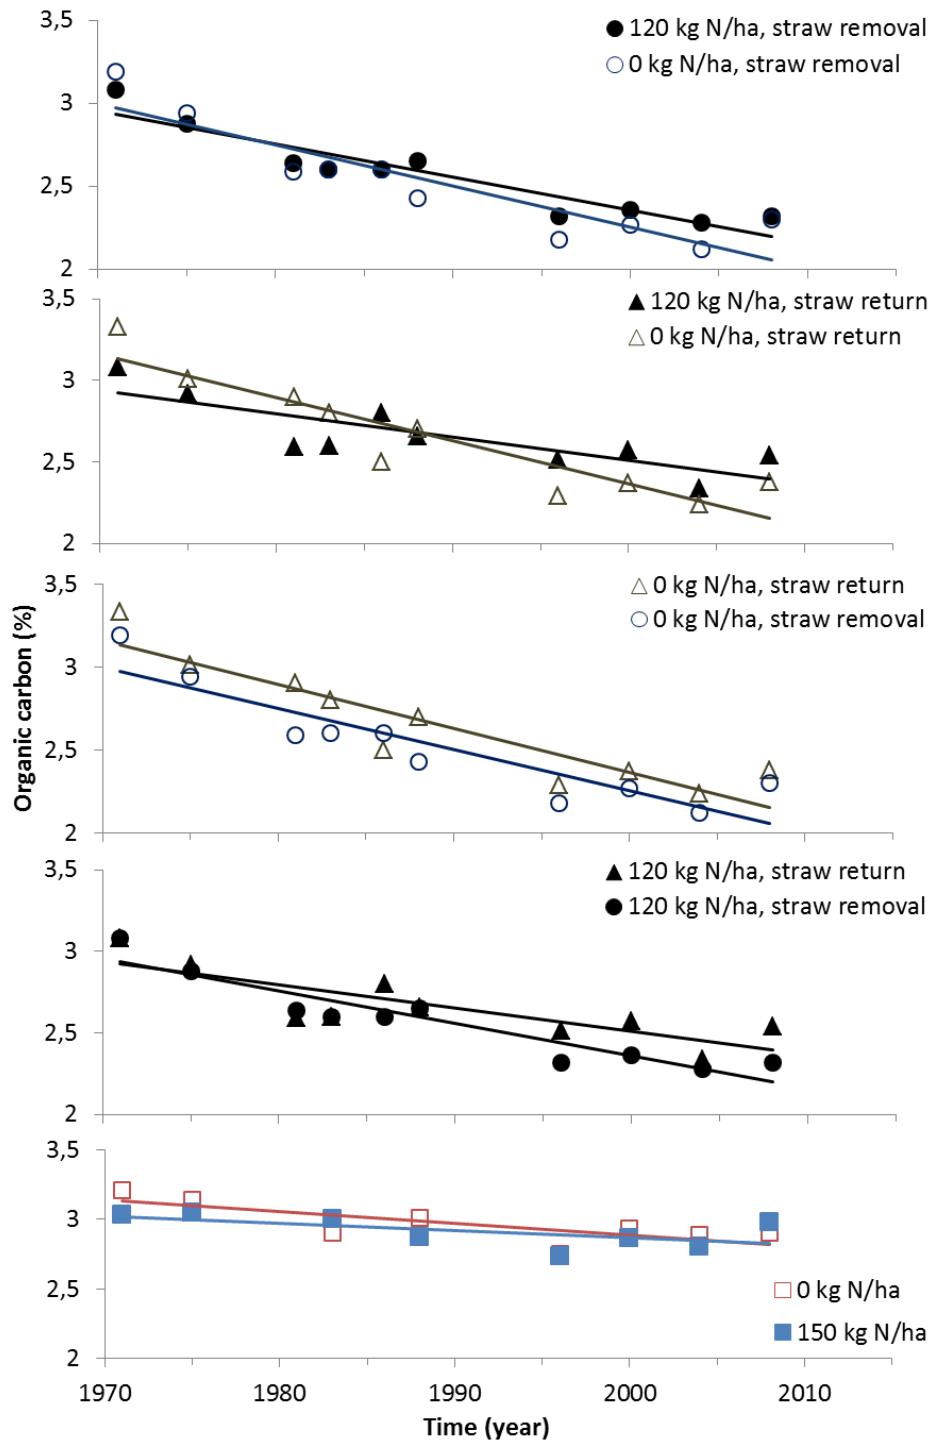 3,5
120 kg N/ha, straw removal
0 kg N/ha, straw removal
3
2,5
2
3,5
120 kg N/ha, straw return
0 kg N/ha, straw return
3
2,5
2
Organic carbon (%)
3,5
0 kg N/ha, straw return
0 kg N/ha, straw removal
3
2,5
2
3,5
120 kg N/ha, straw return
120 kg N/ha, straw removal
3
2,5
2
3,5
3
2,5
0 kg N/ha
150 kg N/ha
2
1970 1980 1990 2000 2010
Time (year)